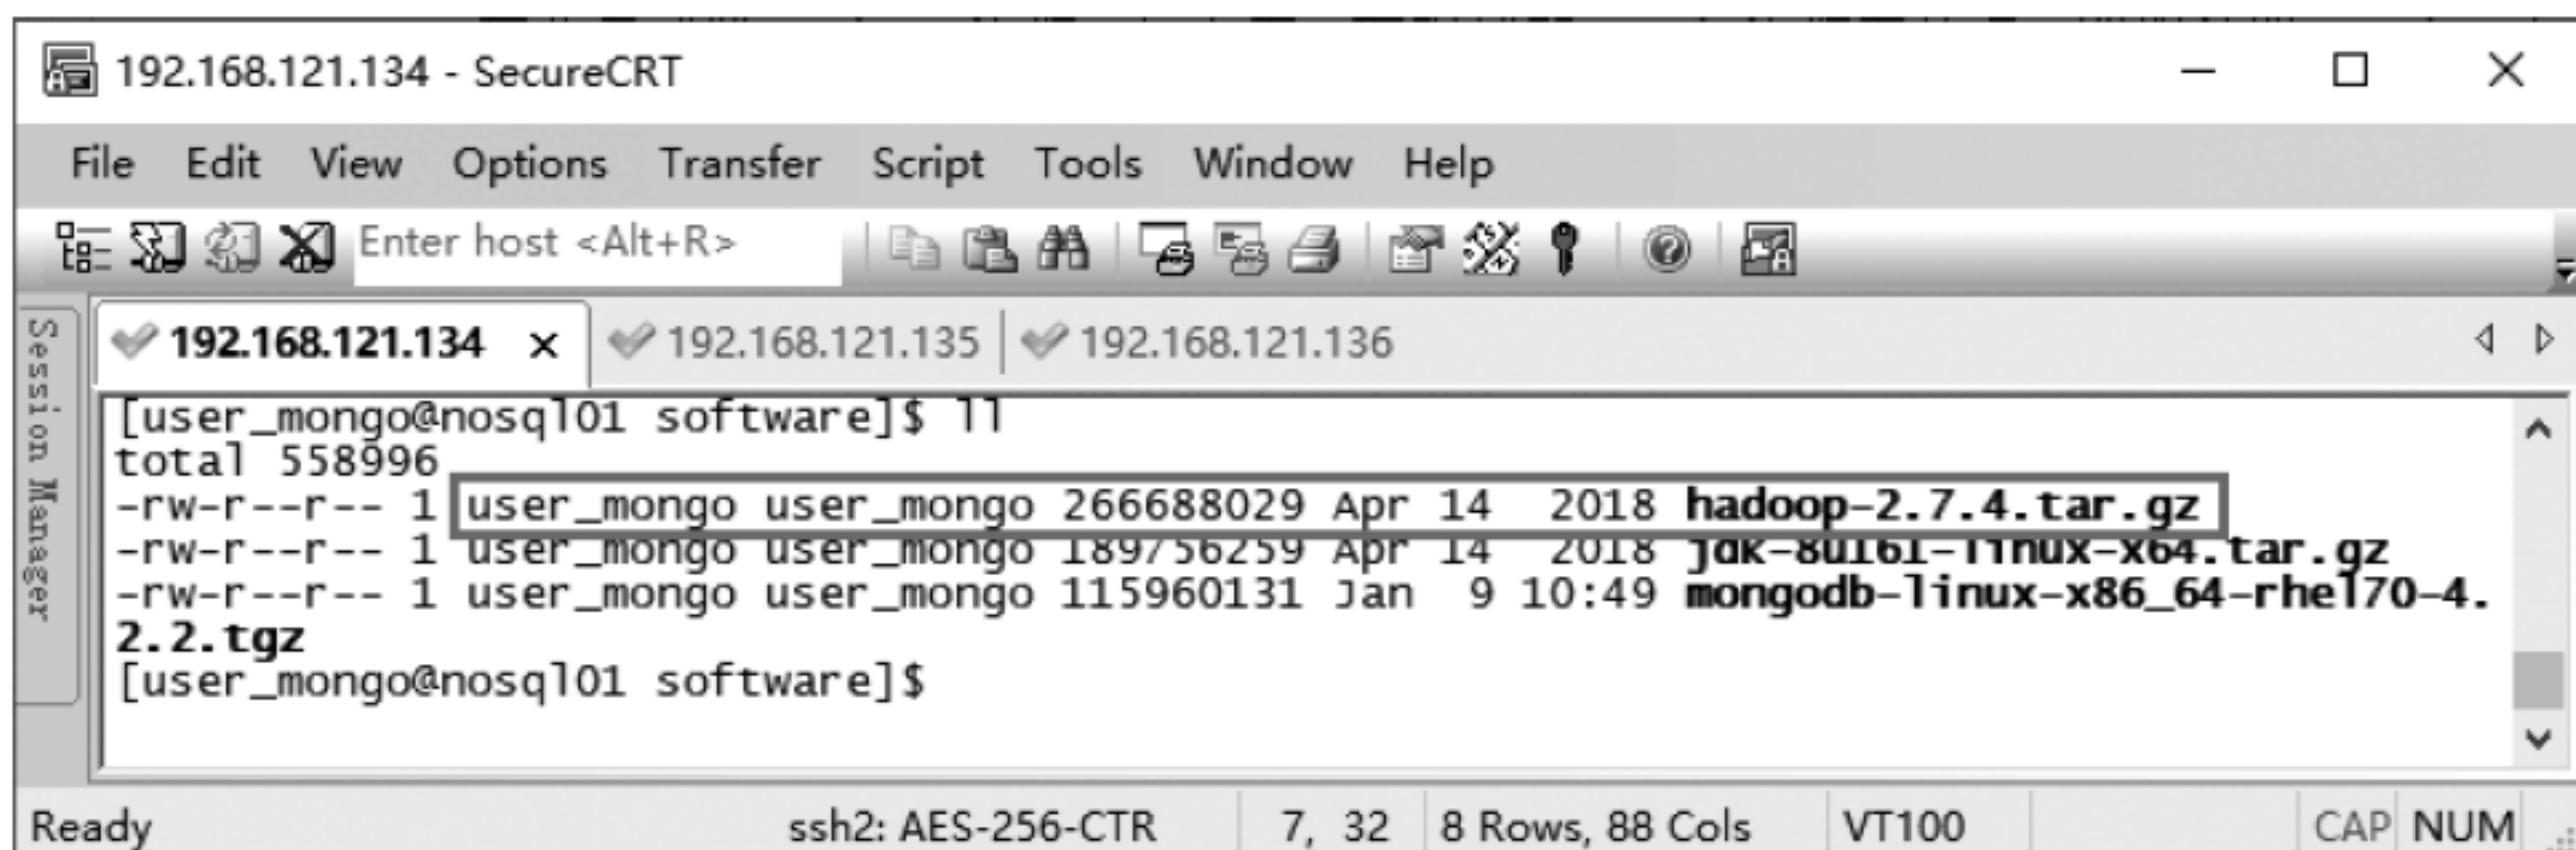 192.168.121.134 - SecureCRT
File Edit View Options Transfer Script Tools Window Help
Enter host <Alt+R>
Session Manager
192.168.121.134 x 192.168.121.135 192.168.121.136
[user_mongo@nosql01 software]$ ll
total 558996
-rw-r--r-- 1 user_mongo user_mongo 266688029 Apr 14  2018 hadoop-2.7.4.tar.gz
-rw-r--r-- 1 user_mongo user_mongo 189756259 Apr 14  2018 jdk-8u161-linux-x64.tar.gz
-rw-r--r-- 1 user_mongo user_mongo 115960131 Jan  9 10:49 mongodb-linux-x86_64-rhel70-4.
2.2.tgz
[user_mongo@nosql01 software]$
Ready ssh2: AES-256-CTR 7, 32 8 Rows, 88 Cols VT100 CAP NUM